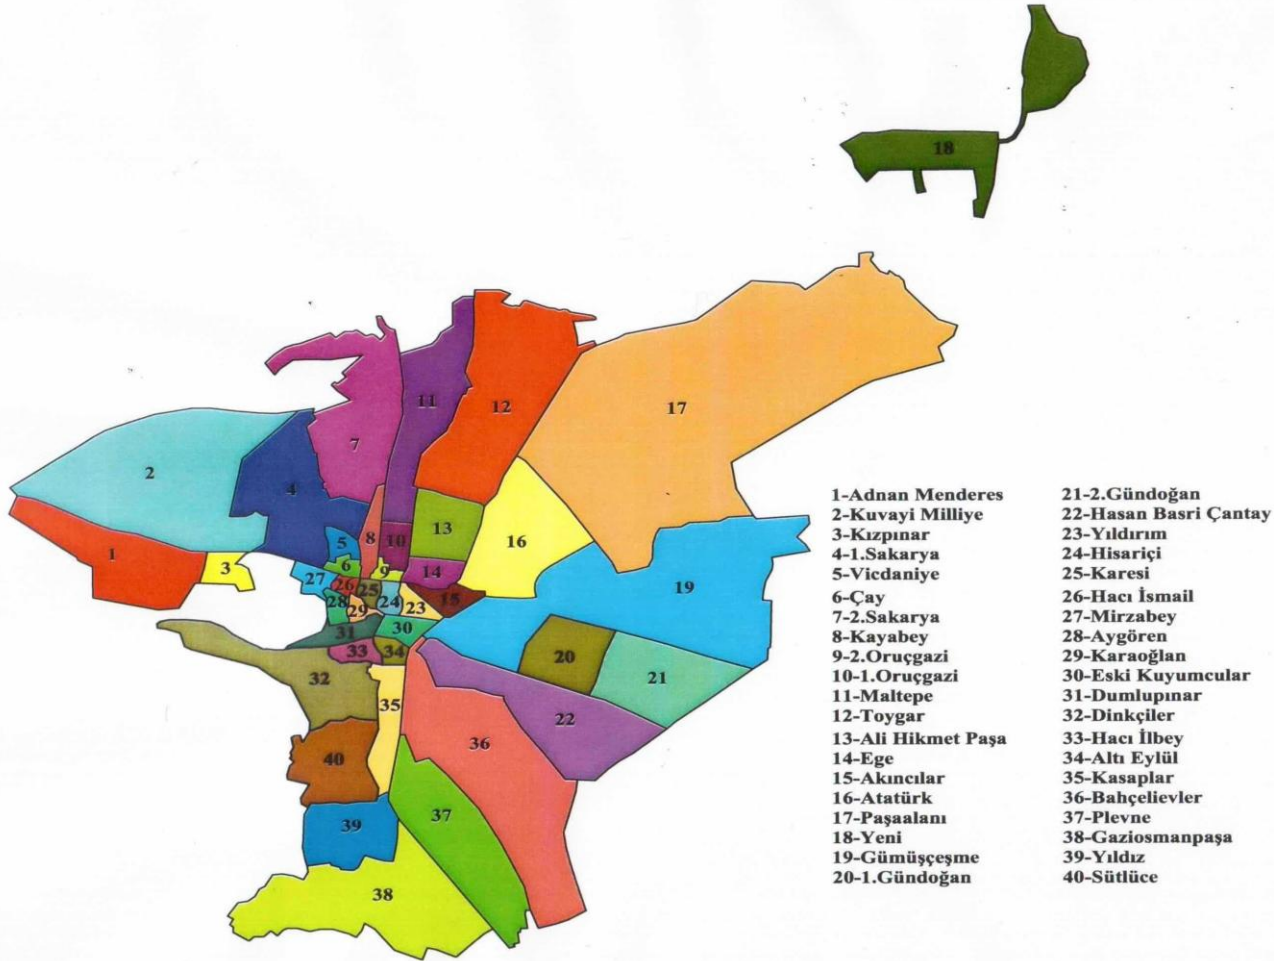 18
17
11
12
7
2
4
13
16
5
8
10
1
3
6
9
14
27
26
25
24
15
19
28
29
23
31
30
33
34
20
21
32
35
22
36
40
39
37
38
1-Adnan Menderes
2-Kuvayi Milliye
3-Kızpınar
4-1.Sakarya
5-Vicdaniye
6-Çay
7-2.Sakarya
8-Kayabey
9-2.Oruçgazi
10-1.Oruçgazi
11-Maltepe
12-Toygar
13-Ali Hikmet Paşa
14-Ege
15-Akıncılar
16-Atatürk
17-Paşaalanı
18-Yeni
19-Gümüşçeşme
20-1.Gündoğan
21-2.Gündoğan
22-Hasan Basri Çantay
23-Yıldırım
24-Hisariçi
25-Karesi
26-Hacı İsmail
27-Mirzabey
28-Aygören
29-Karaoğlan
30-Eski Kuyumcular
31-Dumlupınar
32-Dinkçiler
33-Hacı İlbey
34-Altı Eylül
35-Kasaplar
36-Bahçelievler
37-Plevne
38-Gaziosmanpaşa
39-Yıldız
40-Sütlüce